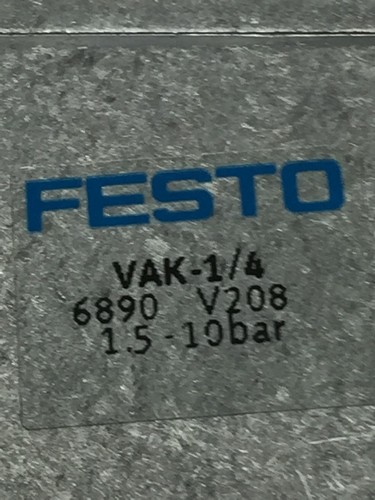 FESTO
VAK-1/4
6890 V208
1.5-10bar